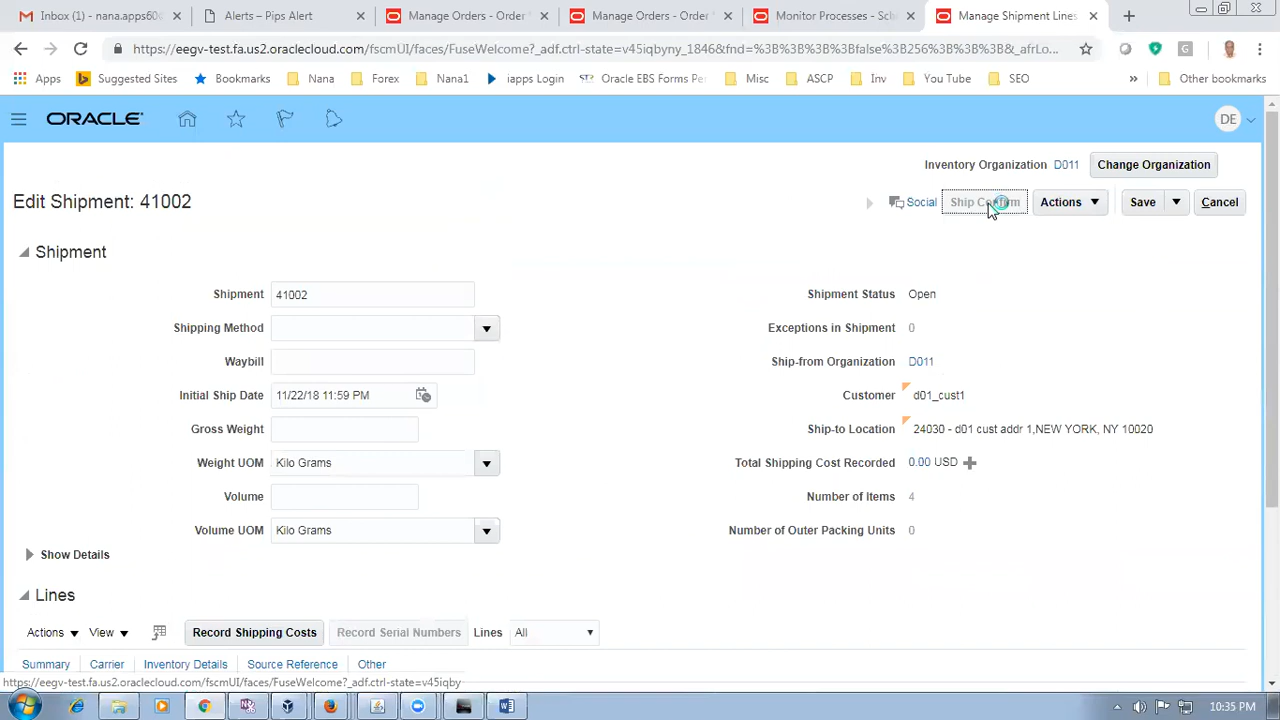 Inbox (1) - nana.apps60
Alerts – Pips Alert
Manage Orders - Order
Manage Orders - Order
Monitor Processes - Sch
Manage Shipment Lines
https://eegv-test.fa.us2.oraclecloud.com/fscmUI/faces/FuseWelcome?_adf.ctrl-state=v45iqbyny_1846&fnd=%3B%3B%3B%3Bfalse%3B256%3B%3B%3B&_afrLo...
Apps Suggested Sites Bookmarks Nana Forex Nana1 iapps Login Oracle EBS Forms Pe Misc ASCP Inv You Tube SEO » Other bookmarks
ORACLE DE
Inventory Organization D011 Change Organization
Edit Shipment: 41002 Social Ship Confirm Actions Save Cancel
Shipment
Shipment 41002 Shipment Status Open
Shipping Method Exceptions in Shipment 0
Waybill Ship-from Organization D011
Initial Ship Date 11/22/18 11:59 PM Customer d01_cust1
Gross Weight Ship-to Location 24030 - d01 cust addr 1,NEW YORK, NY 10020
Weight UOM Kilo Grams Total Shipping Cost Recorded 0.00 USD
Volume Number of Items 4
Volume UOM Kilo Grams Number of Outer Packing Units 0
Show Details
Lines
Actions View Record Shipping Costs Record Serial Numbers Lines All
Summary Carrier Inventory Details Source Reference Other
https://eegv-test.fa.us2.oraclecloud.com/fscmUI/faces/FuseWelcome?_adf.ctrl-state=v45iqby
10:35 PM